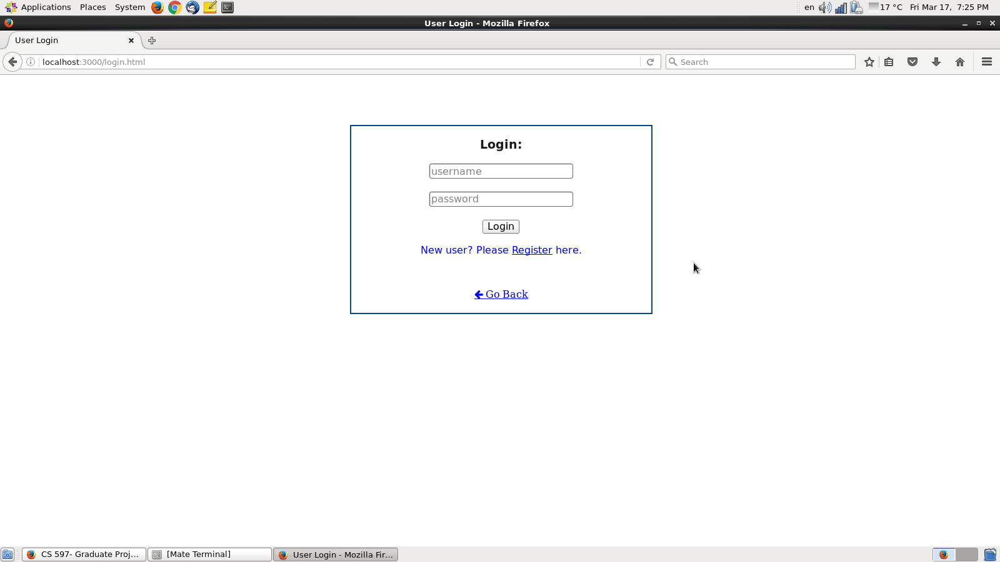 Applications Places System en 17 °C Fri Mar 17, 7:25 PM
User Login - Mozilla Firefox
User Login
localhost:3000/login.html Search
Login:
username
password
Login
New user? Please Register here.
Go Back
CS 597- Graduate Proj... [Mate Terminal] User Login - Mozilla Fir...